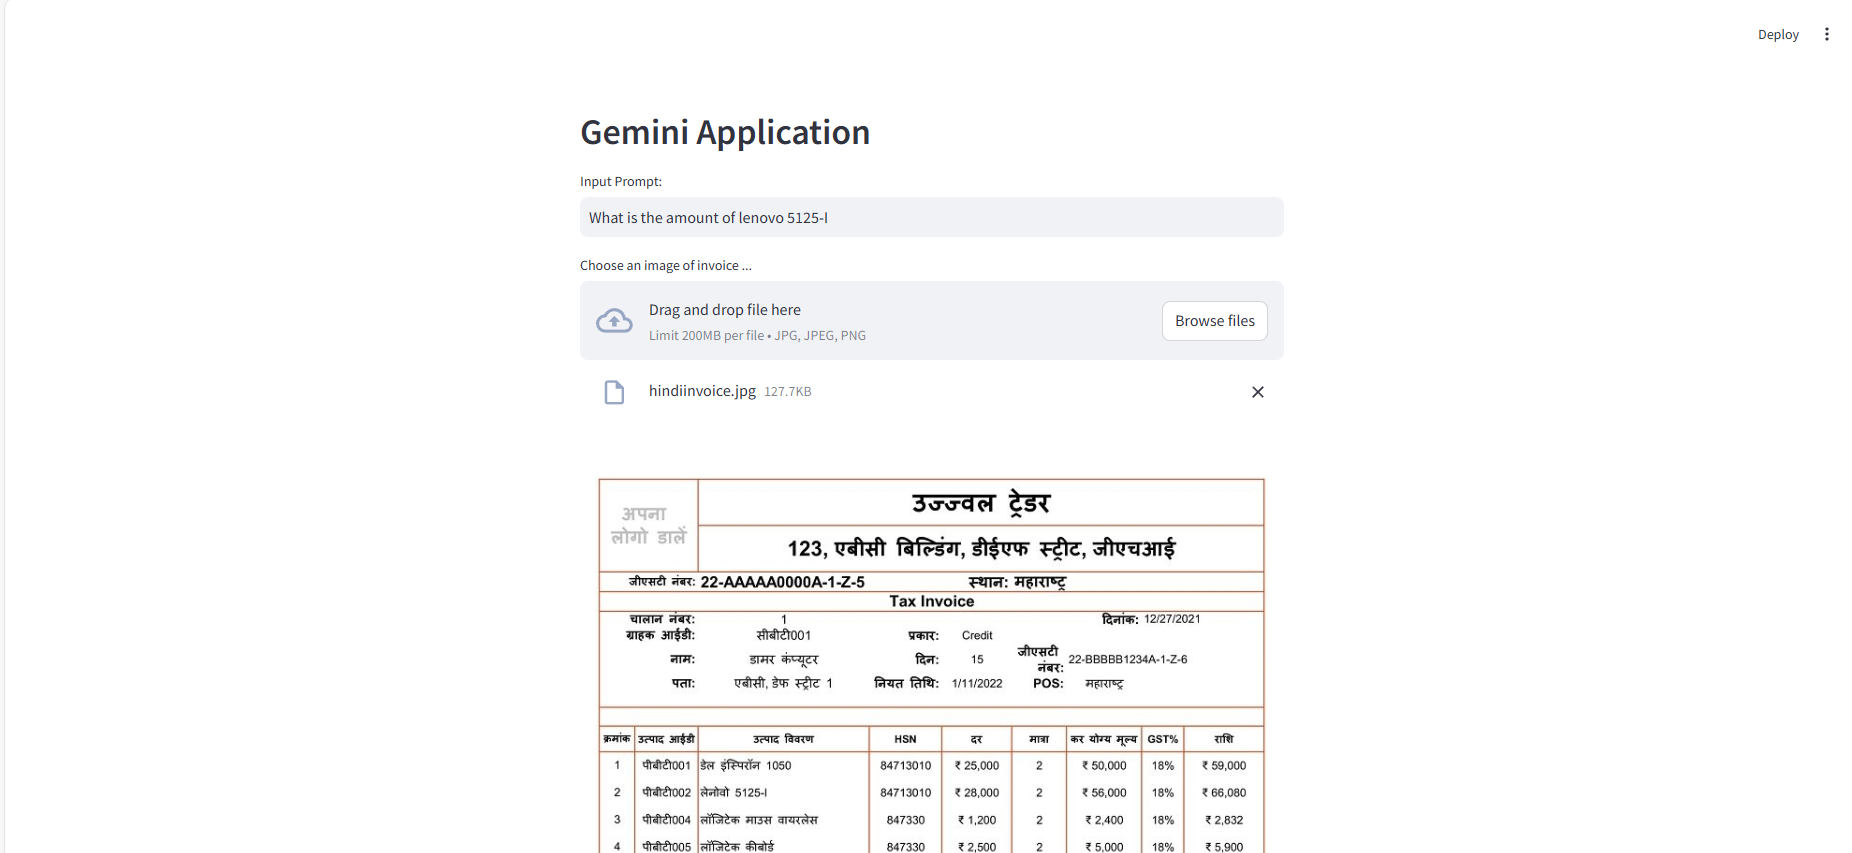 Deploy
Gemini Application
Input Prompt:
What is the amount of lenovo 5125-I
Choose an image of invoice ...
Drag and drop file here
Limit 200MB per file • JPG, JPEG, PNG
Browse files
hindiinvoice.jpg 127.7KB
अपना
लोगो डालें
उज्ज्वल ट्रेडर
123, एबीसी बिल्डिंग, डीईएफ स्ट्रीट, जीएचआई
जीएसटी नंबर: 22-AAAAA0000A-1-Z-5 स्थान: महाराष्ट्र
Tax Invoice
चालान नंबर: 1 दिनांक: 12/27/2021
ग्राहक आईडी: सीबीटी001 प्रकार: Credit
नाम: डामर कंप्यूटर दिन: 15 जीएसटी नंबर: 22-BBBBB1234A-1-Z-6
पता: एबीसी, डेफ स्ट्रीट 1 नियत तिथि: 1/11/2022 POS: महाराष्ट्र
क्रमांक उत्पाद आईडी उत्पाद विवरण HSN दर मात्रा कर योग्य मूल्य GST% राशि
1 पीबीटी001 डेल इंस्पिरॉन 1050 84713010 ₹ 25,000 2 ₹ 50,000 18% ₹ 59,000
2 पीबीटी002 लेनोवो 5125-I 84713010 ₹ 28,000 2 ₹ 56,000 18% ₹ 66,080
3 पीबीटी004 लॉजिटेक माउस वायरलेस 847330 ₹ 1,200 2 ₹ 2,400 18% ₹ 2,832
4 पीबीटी005 लॉजिटेक कीबोर्ड 847330 ₹ 2,500 2 ₹ 5,000 18% ₹ 5,900